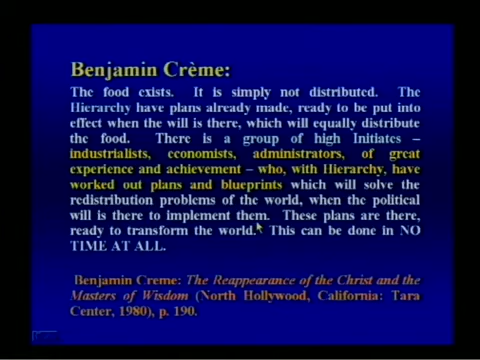 Benjamin Crème:
The food exists. It is simply not distributed. The
Hierarchy have plans already made, ready to be put into
effect when the will is there, which will equally distribute
the food. There is a group of high Initiates –
industrialists, economists, administrators, of great
experience and achievement – who, with Hierarchy, have
worked out plans and blueprints which will solve the
redistribution problems of the world, when the political
will is there to implement them. These plans are there,
ready to transform the world. This can be done in NO
TIME AT ALL.
Benjamin Creme: The Reappearance of the Christ and the
Masters of Wisdom (North Hollywood, California: Tara
Center, 1980), p. 190.